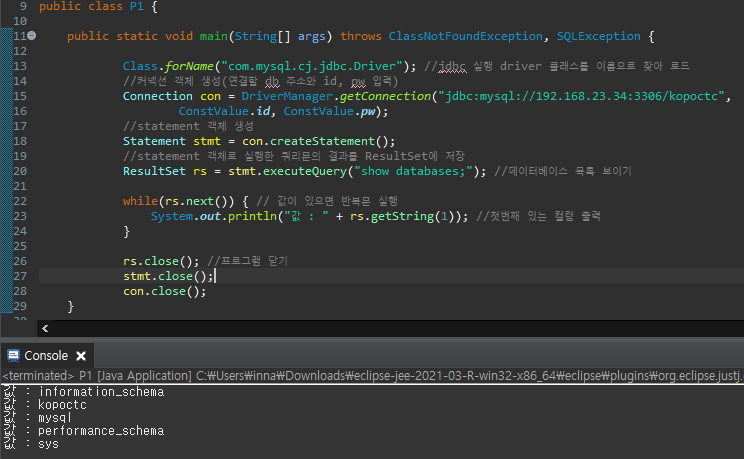 9 public class P1 {
10
11 public static void main(String[] args) throws ClassNotFoundException, SQLException {
12
13 Class.forName("com.mysql.cj.jdbc.Driver"); //jdbc 실행 driver 클래스를 이름으로 찾아 로드
14 //커넥션 객체 생성(연결할 db 주소와 id, pw 입력)
15 Connection con = DriverManager.getConnection("jdbc:mysql://192.168.23.34:3306/kopoctc",
16 ConstValue.id, ConstValue.pw);
17 //statement 객체 생성
18 Statement stmt = con.createStatement();
19 //statement 객체로 실행한 쿼리문의 결과를 ResultSet에 저장
20 ResultSet rs = stmt.executeQuery("show databases;"); //데이터베이스 목록 보이기
21
22 while(rs.next()) { // 값이 있으면 반복문 실행
23 System.out.println("값 : " + rs.getString(1)); //첫번째 있는 컬럼 출력
24 }
25
26 rs.close(); //프로그램 닫기
27 stmt.close();
28 con.close();
29 }
Console
<terminated> P1 [Java Application] C:₩Users₩inna₩Downloads₩eclipse-jee-2021-03-R-win32-x86_64₩eclipse₩plugins₩org.eclipse.justj.
값 : information_schema
값 : kopoctc
값 : mysql
값 : performance_schema
값 : sys